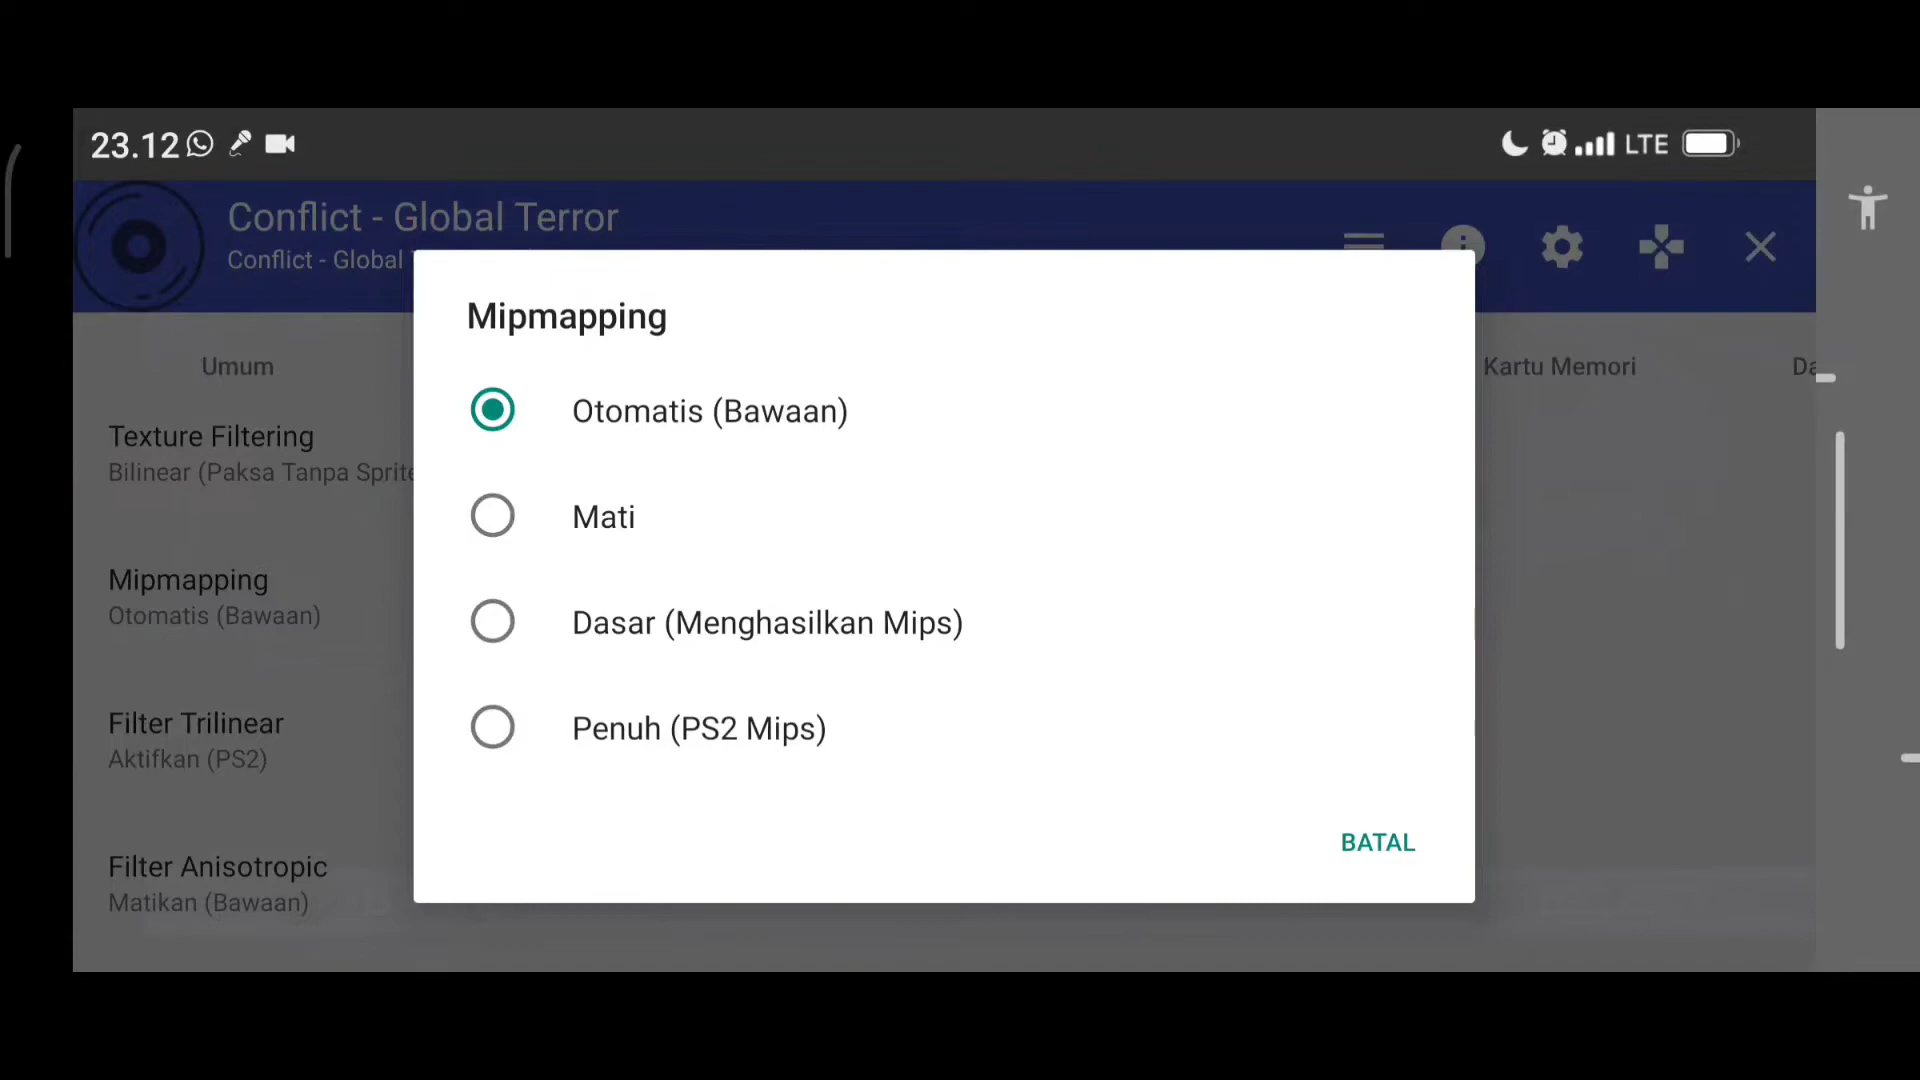 23.12
LTE
Conflict - Global Terror
Conflict - Global
Umum
Kartu Memori
Texture Filtering
Bilinear (Paksa Tanpa Sprite
Mipmapping
Otomatis (Bawaan)
Filter Trilinear
Aktifkan (PS2)
Filter Anisotropic
Matikan (Bawaan)
Mipmapping
Otomatis (Bawaan)
Mati
Dasar (Menghasilkan Mips)
Penuh (PS2 Mips)
BATAL